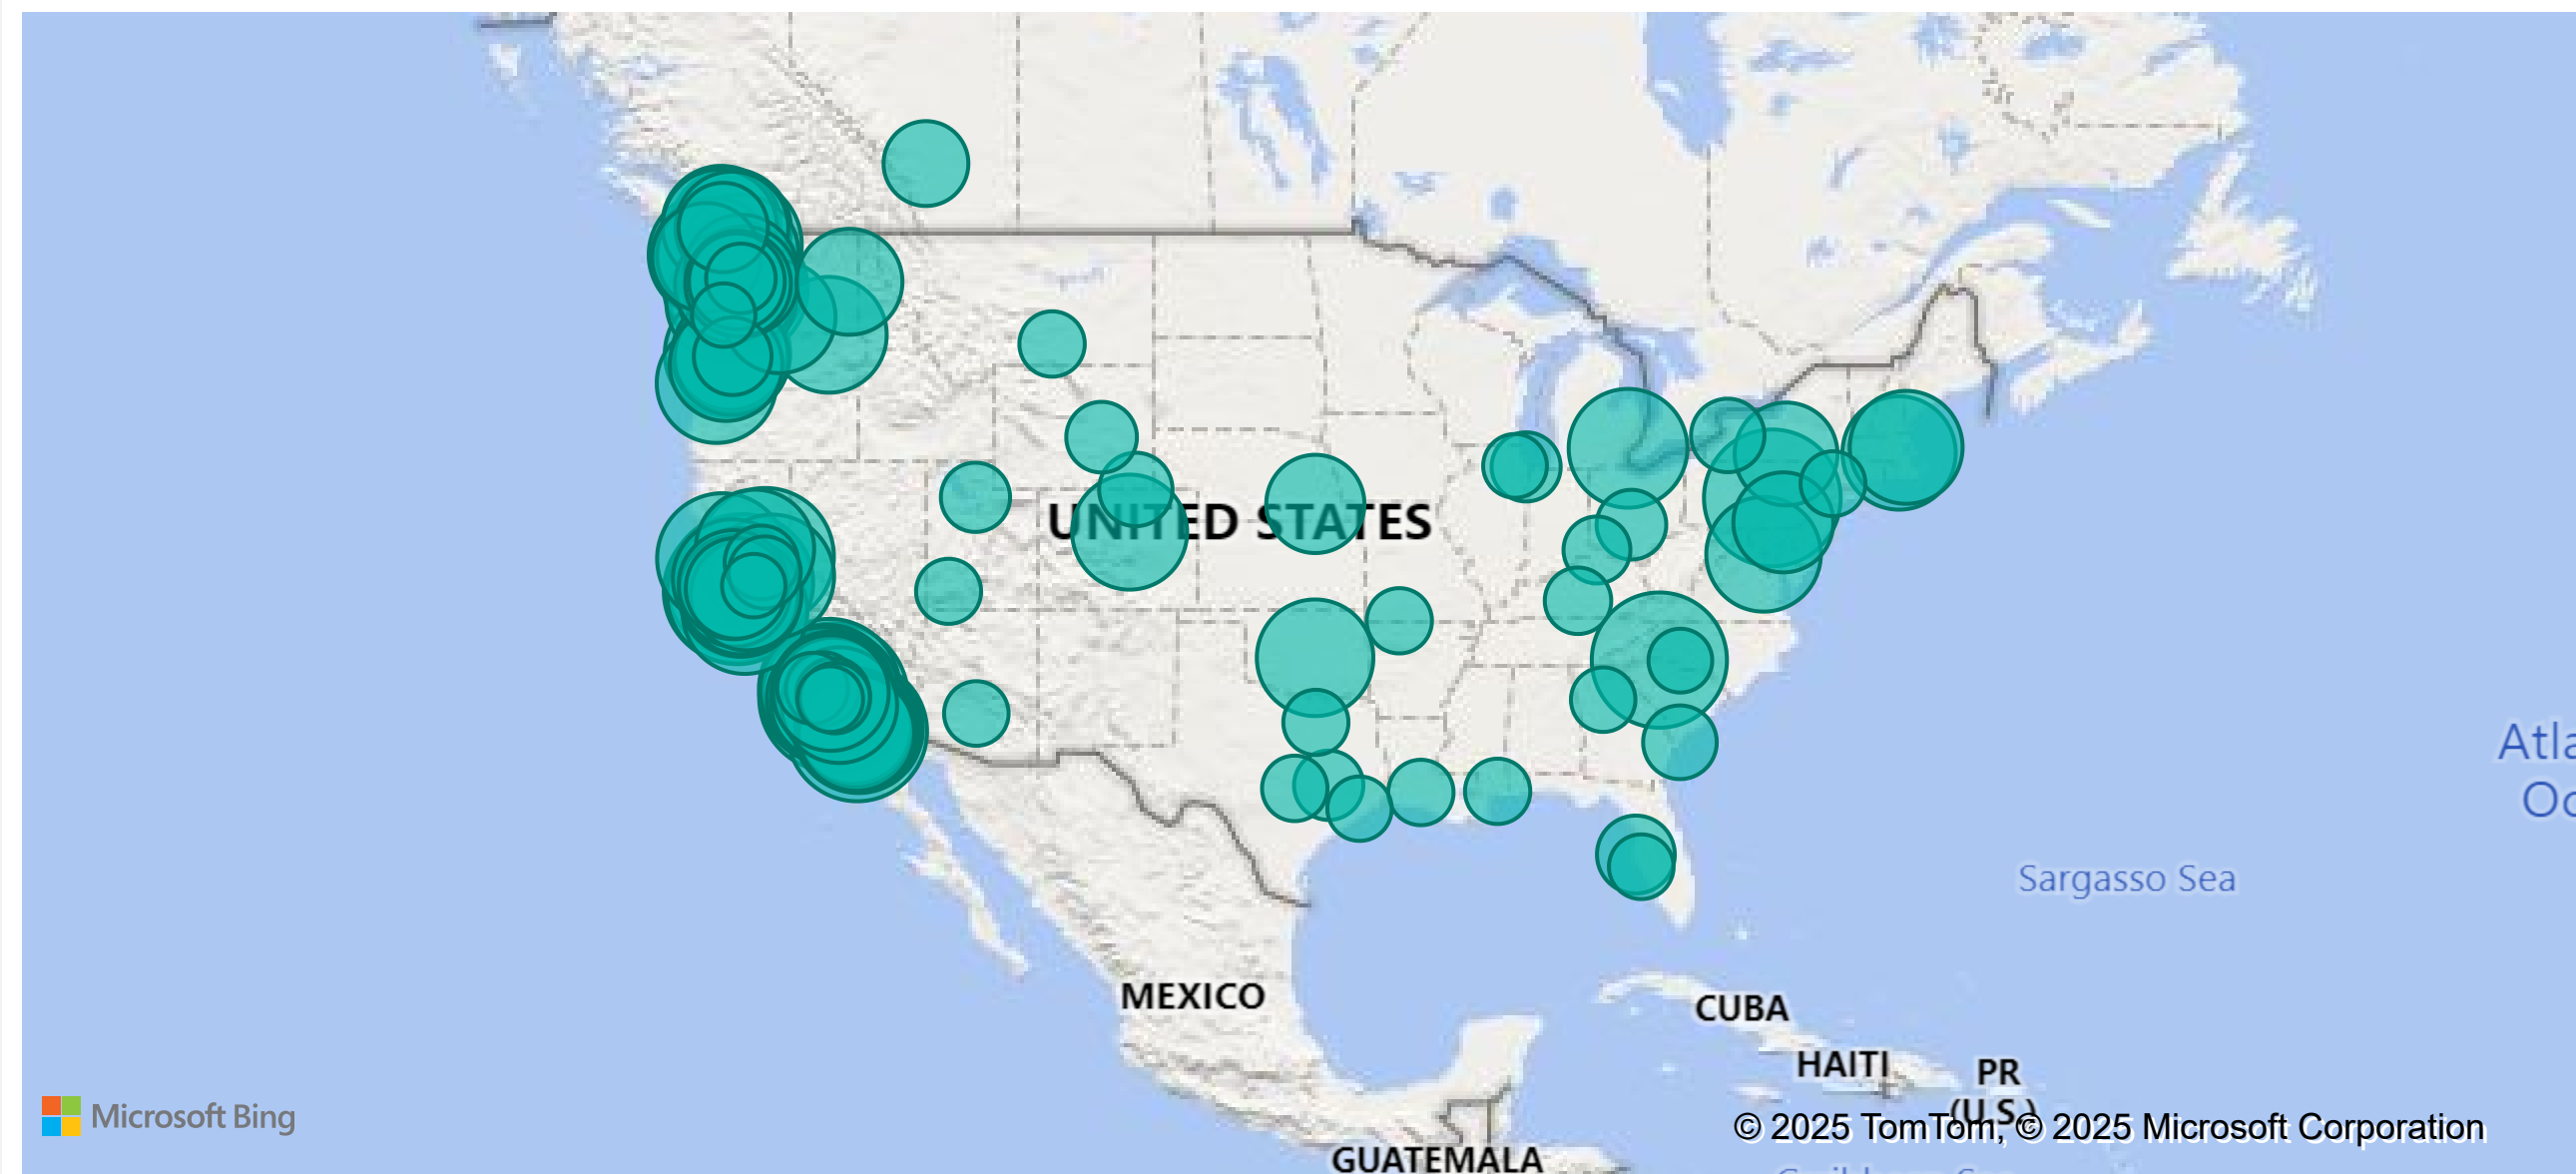 UNITED STATES
Sargasso Sea
MEXICO
CUBA
HAITI
PR
(U.S.)
Microsoft Bing
© 2025 TomTom, © 2025 Microsoft Corporation
GUATEMALA